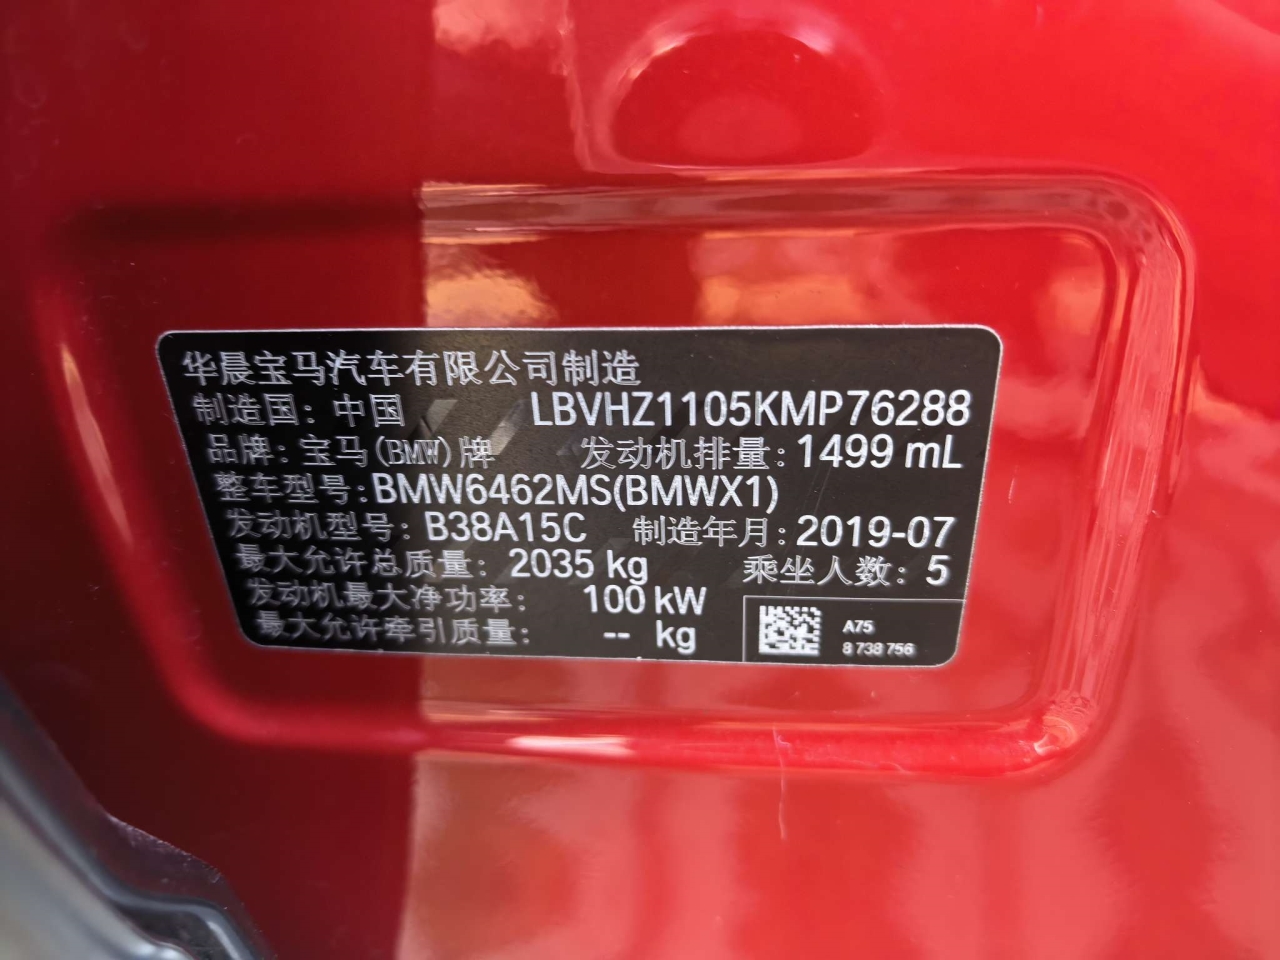 华晨宝马汽车有限公司制造
制造国: 中国 LBVHZ1105KMP76288
品牌: 宝马(BMW)牌 发动机排量: 1499 mL
整车型号: BMW6462MS(BMWX1)
发动机型号: B38A15C 制造年月: 2019-07
最大允许总质量: 2035 kg 乘坐人数: 5
发动机最大净功率: 100 kW
最大允许牵引质量: -- kg
A75
8 738 756